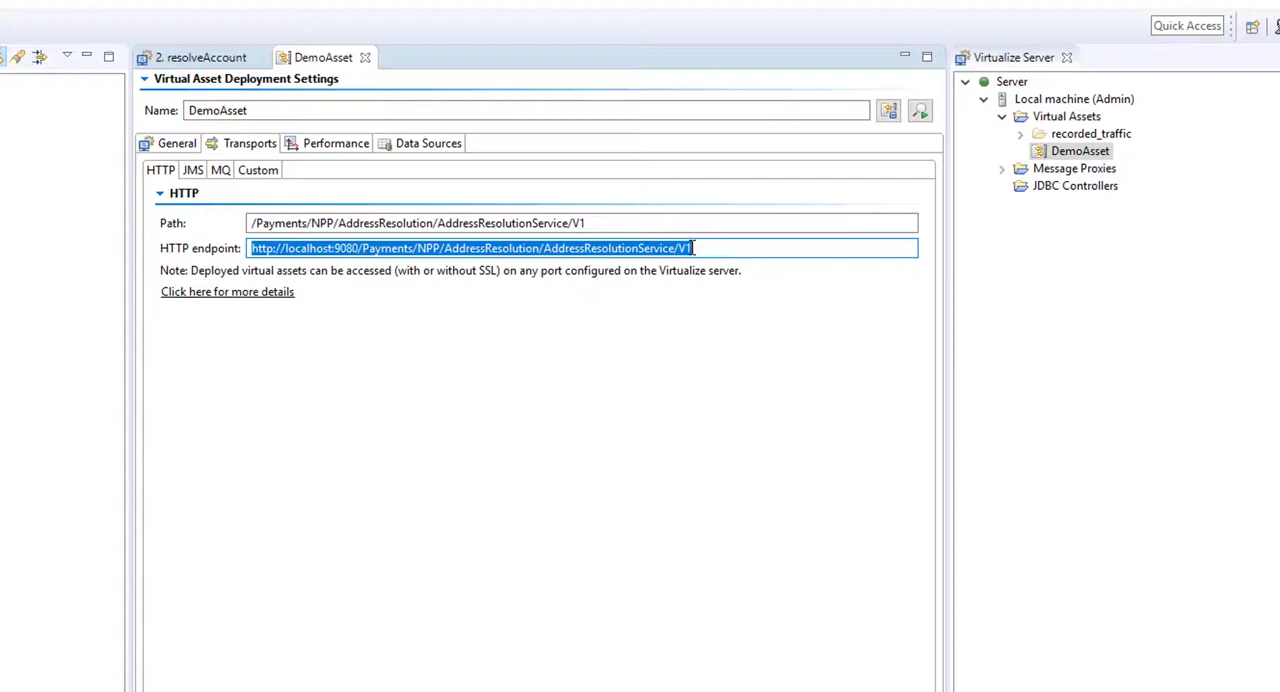 Quick Access
2. resolveAccount
DemoAsset
Virtualize Server
Virtual Asset Deployment Settings
Server
Name: DemoAsset
Local machine (Admin)
Virtual Assets
recorded_traffic
DemoAsset
Message Proxies
JDBC Controllers
General Transports Performance Data Sources
HTTP JMS MQ Custom
HTTP
Path: /Payments/NPP/AddressResolution/AddressResolutionService/V1
HTTP endpoint: http://localhost:9080/Payments/NPP/AddressResolution/AddressResolutionService/V1
Note: Deployed virtual assets can be accessed (with or without SSL) on any port configured on the Virtualize server.
Click here for more details